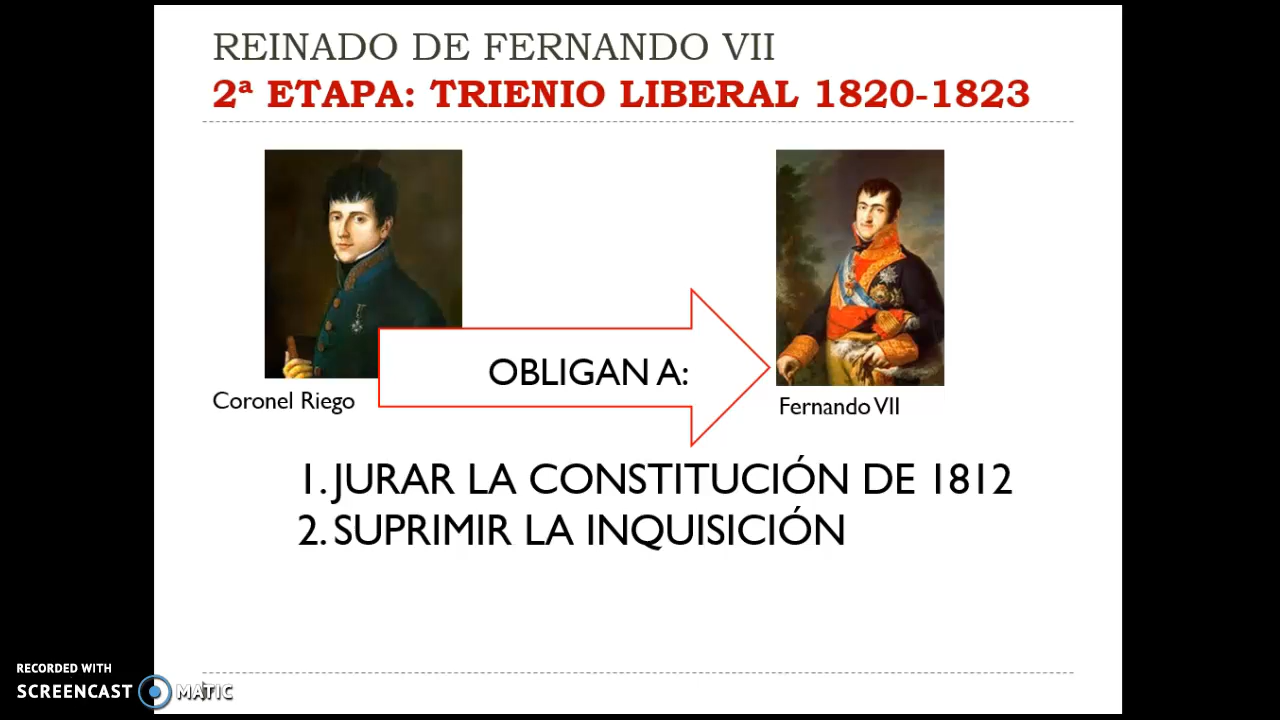 REINADO DE FERNANDO VII
2ª ETAPA: TRIENIO LIBERAL 1820-1823
OBLIGAN A:
Coronel Riego
Fernando VII
1. JURAR LA CONSTITUCIÓN DE 1812
2. SUPRIMIR LA INQUISICIÓN
RECORDED WITH
SCREENCAST MATIC